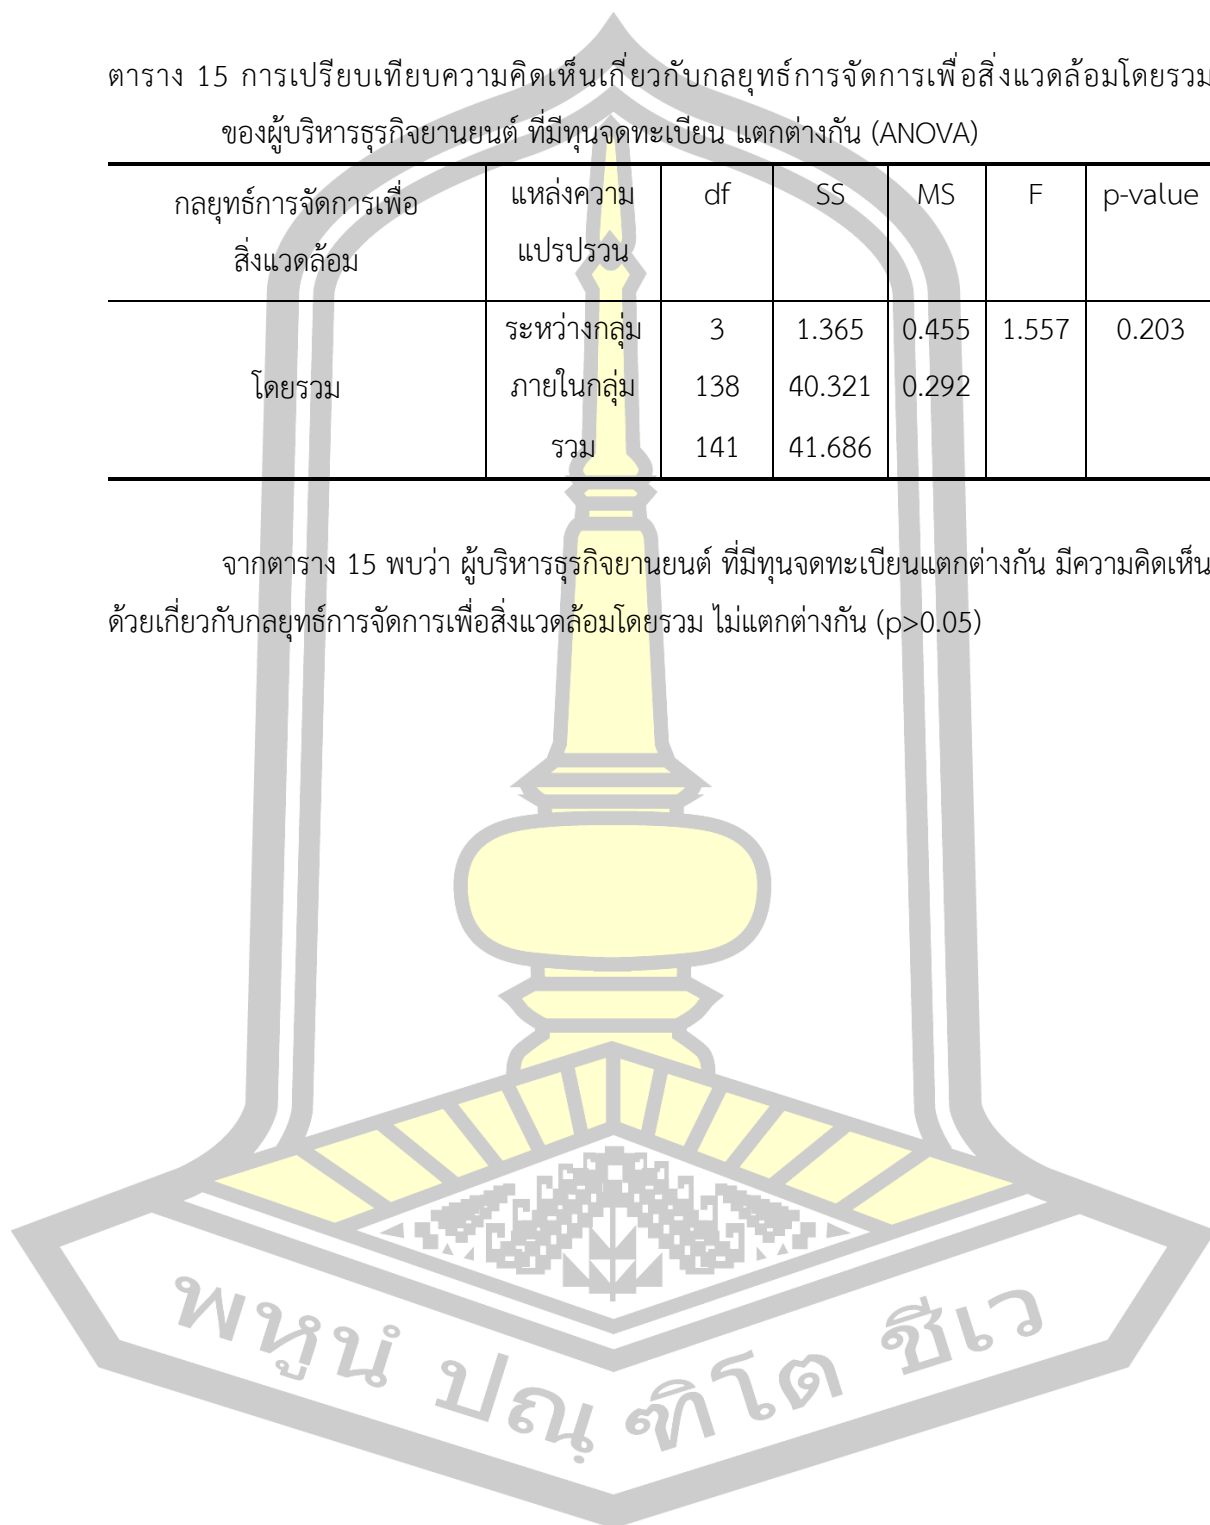 ตาราง 15 การเปรียบเทียบความคิดเห็นเกี่ยวกับกลยุทธ์การจัดการเพื่อสิ่งแวดล้อมโดยรวม
ของผู้บริหารธุรกิจยานยนต์ ที่มีทุนจดทะเบียน แตกต่างกัน (ANOVA)
กลยุทธ์การจัดการเพื่อสิ่งแวดล้อม แหล่งความแปรปรวน df SS MS F p-value
โดยรวม ระหว่างกลุ่ม 3 1.365 0.455 1.557 0.203
ภายในกลุ่ม 138 40.321 0.292
รวม 141 41.686
จากตาราง 15 พบว่า ผู้บริหารธุรกิจยานยนต์ ที่มีทุนจดทะเบียนแตกต่างกัน มีความคิดเห็น
ด้วยเกี่ยวกับกลยุทธ์การจัดการเพื่อสิ่งแวดล้อมโดยรวม ไม่แตกต่างกัน (p>0.05)
พหูนํ ปณฺฑิโต ชีเว